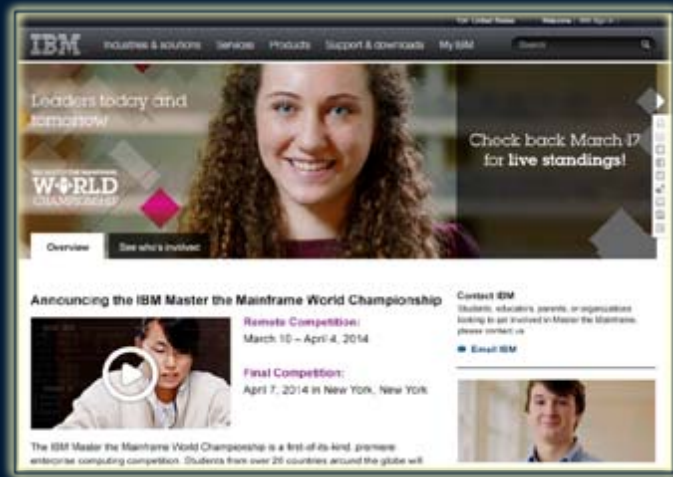 United States Welcome
IBM Industries & solutions Services Products Support & downloads My IBM Search
Leaders today and
tomorrow
WORLD
CHAMPIONSHIP
Check back March 17
for live standings!
Overview See who's involved
Announcing the IBM Master the Mainframe World Championship
Remote Competition:
March 10 – April 4, 2014
Final Competition:
April 7, 2014 in New York, New York
The IBM Master the Mainframe World Championship is a first-of-its-kind, premiere
enterprise computing competition. Students from over 20 countries around the globe will
Contact IBM
Students, educators, parents, or organizations
looking to get involved in Master the Mainframe,
please contact us
Email IBM